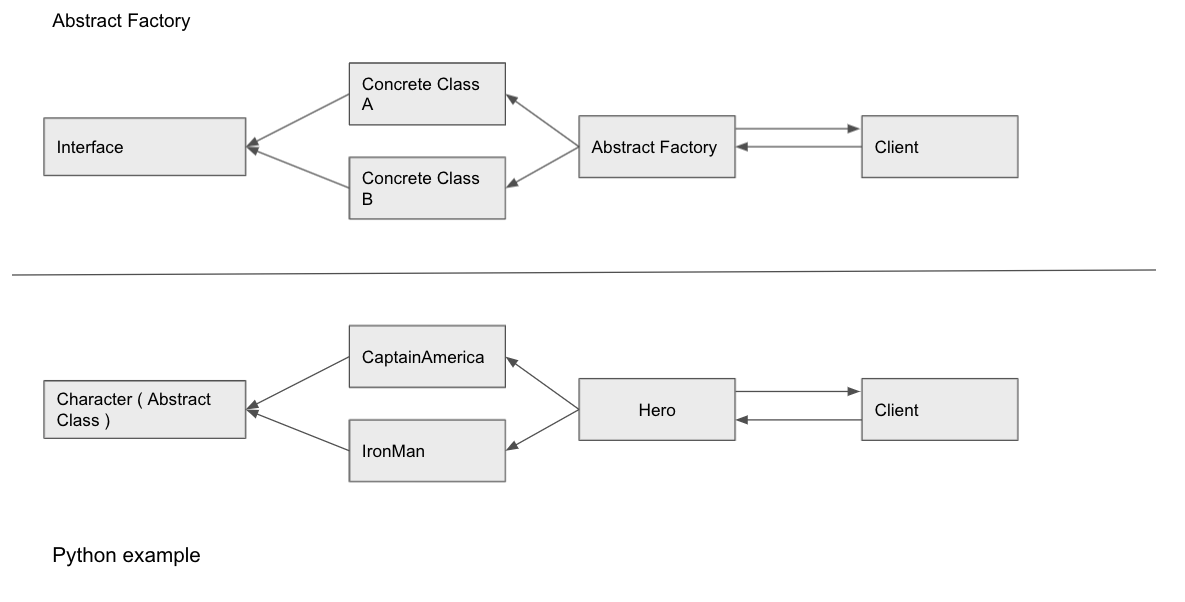 Abstract Factory
Concrete Class
A
Interface
Abstract Factory
Client
Concrete Class
B
CaptainAmerica
Character ( Abstract
Class )
Hero
Client
IronMan
Python example